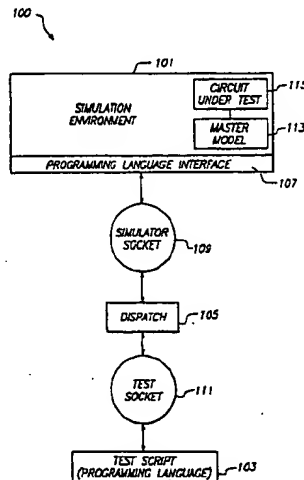 100
101
SIMULATION
ENVIRONMENT
CIRCUIT
UNDER TEST
115
MASTER
MODEL
113
PROGRAMMING LANGUAGE INTERFACE
107
SIMULATOR
SOCKET
109
DISPATCH
105
TEST
SOCKET
111
TEST SCRIPT
(PROGRAMMING LANGUAGE)
103